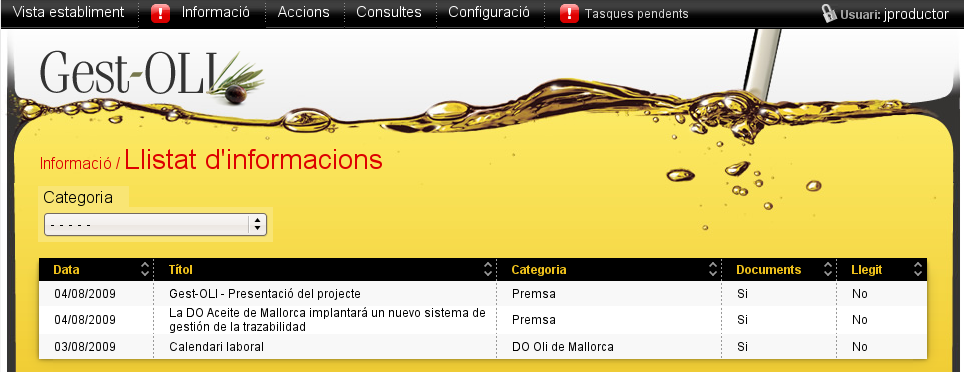 Vista establiment ! Informació Accions Consultes Configuració ! Tasques pendents Usuari: jproductor
Gest-OLI
Informació / Llistat d'informacions
Categoria
- - - - -
Data Títol Categoria Documents Llegit
04/08/2009 Gest-OLI - Presentació del projecte Premsa Si No
04/08/2009 La DO Aceite de Mallorca implantará un nuevo sistema de gestión de la trazabilidad Premsa Si No
03/08/2009 Calendari laboral DO Oli de Mallorca Si No